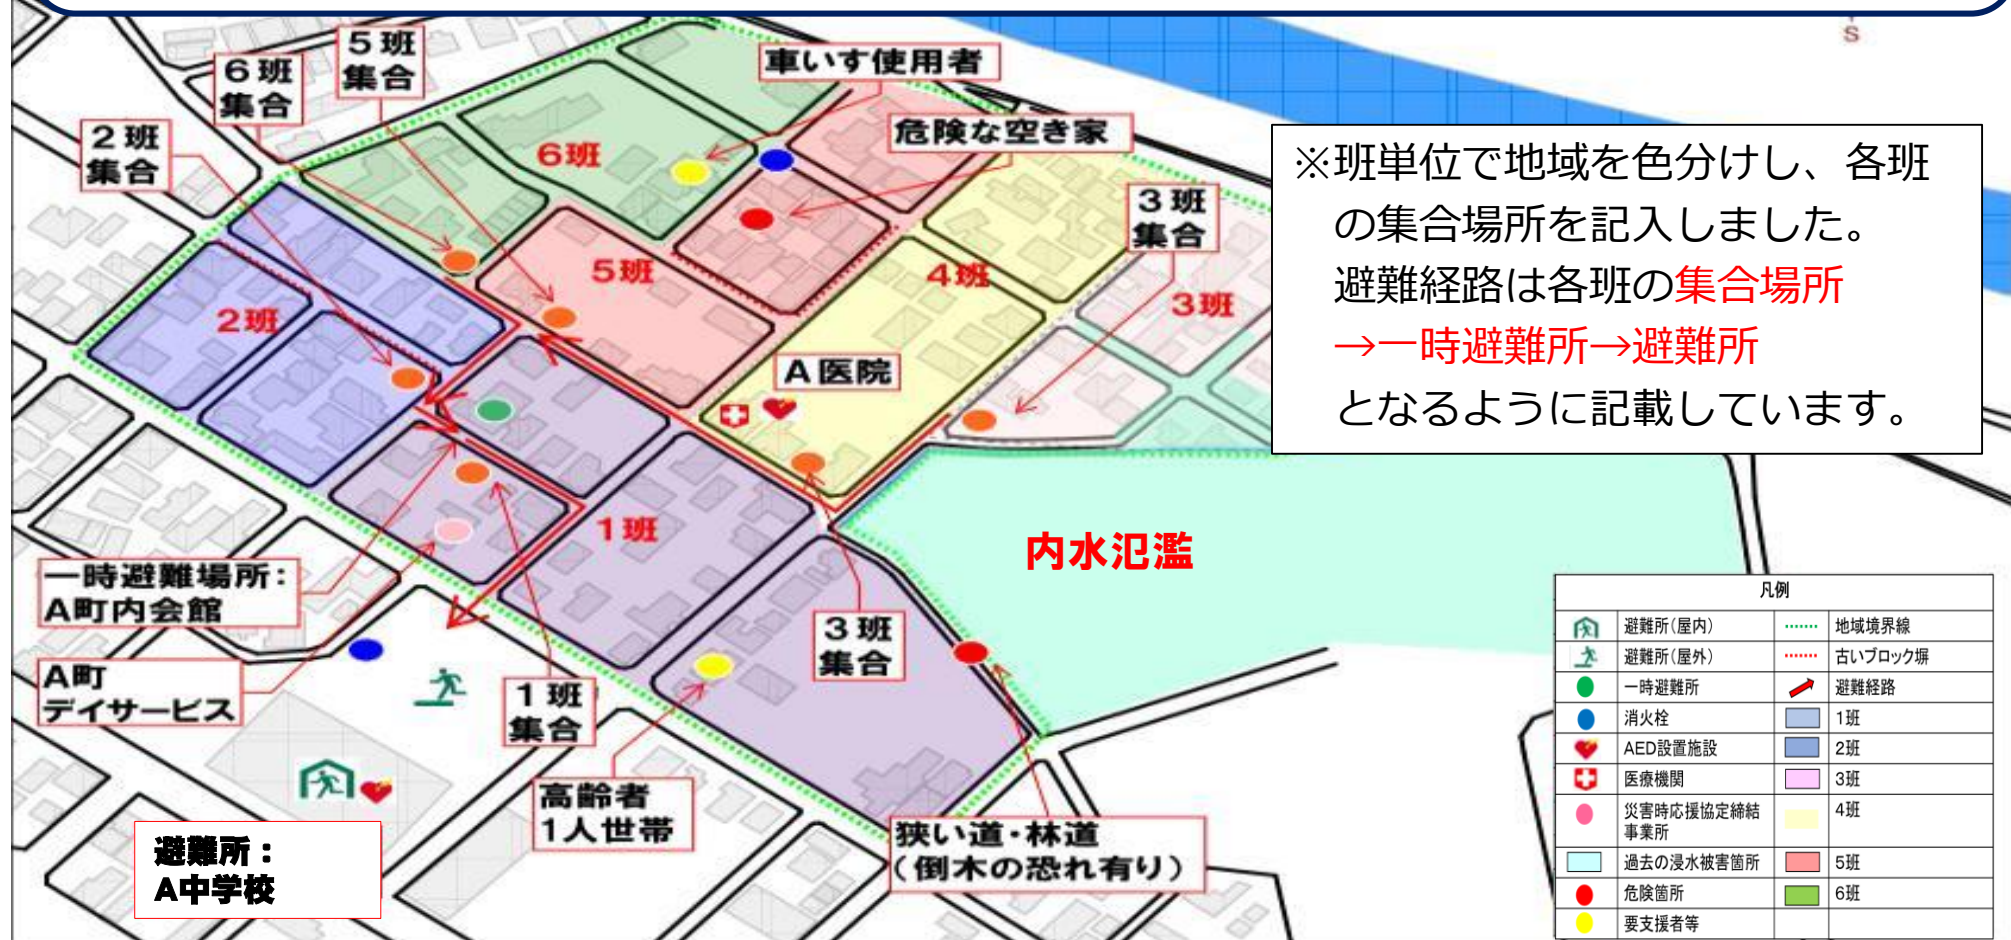 S
5班
集合
6班
集合
車いす使用者
2班
集合
危険な空き家
6班
3班
集合
※班単位で地域を色分けし、各班
の集合場所を記入しました。
避難経路は各班の集合場所
→一時避難所→避難所
となるように記載しています。
5班
4班
3班
2班
A医院
1班
内水氾濫
一時避難場所：
A町内会館
3班
集合
A町
デイサービス
1班
集合
高齢者
1人世帯
狭い道・林道
（倒木の恐れ有り）
避難所：
A中学校
凡例
避難所(屋内) 地域境界線
避難所(屋外) 古いブロック塀
一時避難所 避難経路
消火栓 1班
AED設置施設 2班
医療機関 3班
災害時応援協定締結
事業所 4班
過去の浸水被害箇所 5班
危険箇所 6班
要支援者等